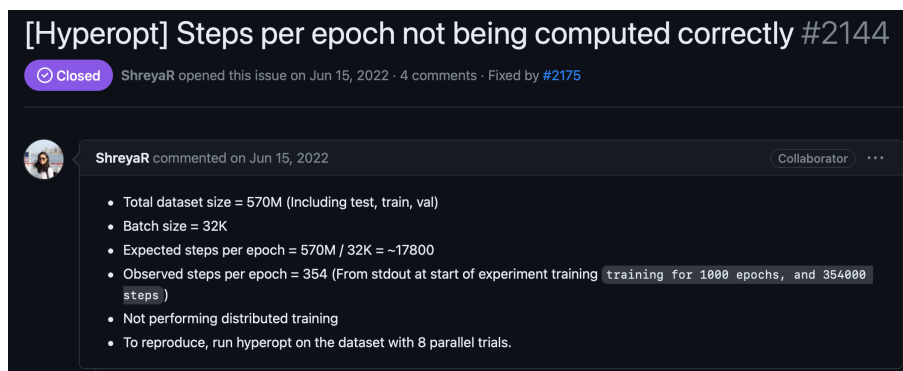 [Hyperopt] Steps per epoch not being computed correctly #2144
Closed ShreyaR opened this issue on Jun 15, 2022 · 4 comments · Fixed by #2175
ShreyaR commented on Jun 15, 2022 Collaborator ···
• Total dataset size = 570M (Including test, train, val)
• Batch size = 32K
• Expected steps per epoch = 570M / 32K = ~17800
• Observed steps per epoch = 354 (From stdout at start of experiment training training for 1000 epochs, and 354000
steps )
• Not performing distributed training
• To reproduce, run hyperopt on the dataset with 8 parallel trials.